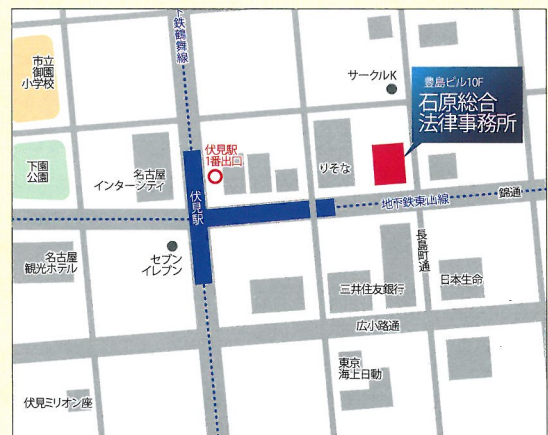 下鉄鶴舞線
市立
御園
小学校
サークルK
豊島ビル10F
石原総合
法律事務所
伏見駅
1番出口
りそな
下園
公園
名古屋
インターシティ
伏見駅
地下鉄東山線
錦通
長島町通
名古屋
観光ホテル
セブン
イレブン
三井住友銀行
日本生命
広小路通
東京
海上日動
伏見ミリオン座